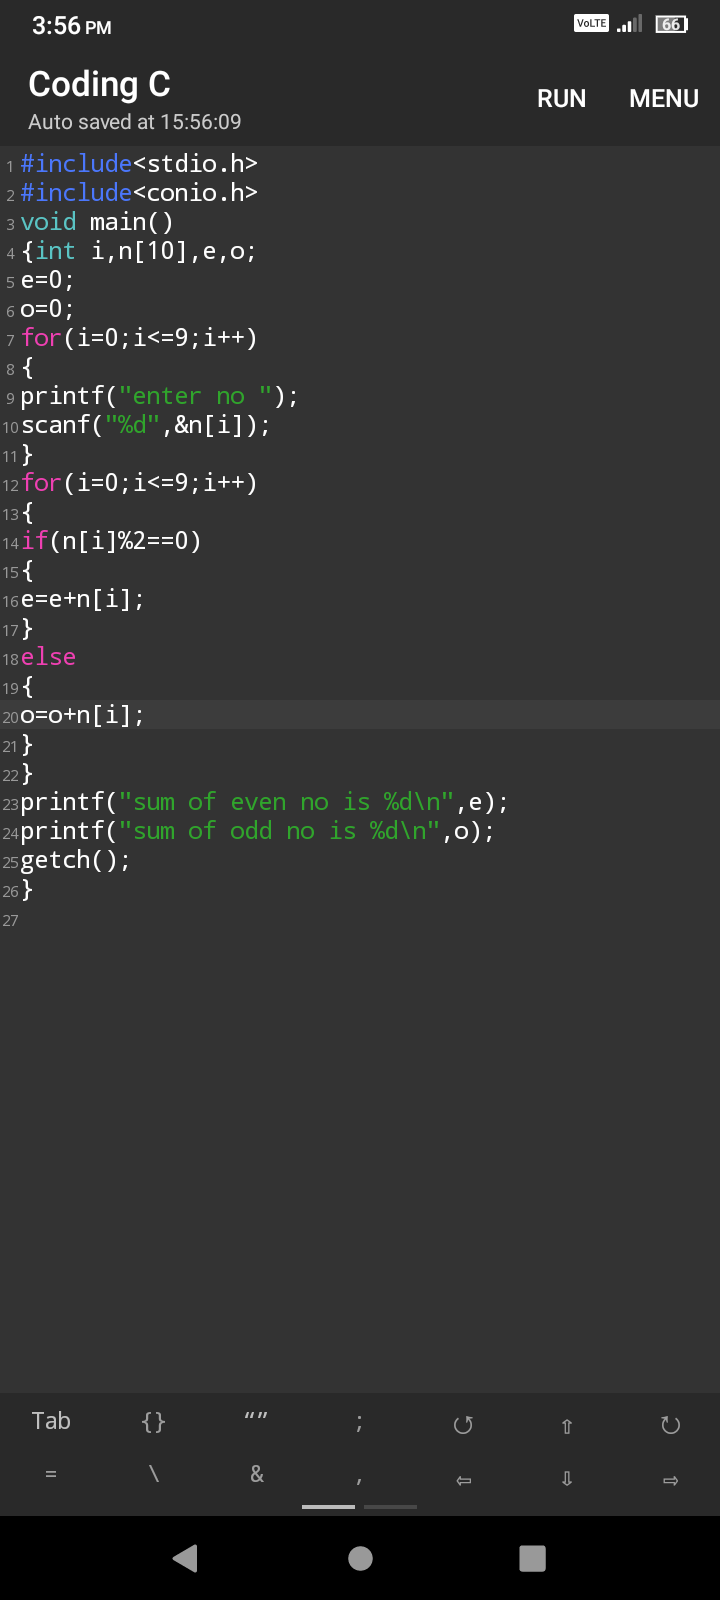 3:56 PM VoLTE 66
Coding C
Auto saved at 15:56:09
RUN MENU
1 #include<stdio.h>
2 #include<conio.h>
3 void main()
4 {int i,n[10],e,o;
5 e=0;
6 o=0;
7 for(i=0;i<=9;i++)
8 {
9 printf("enter no ");
10 scanf("%d",&n[i]);
11 }
12 for(i=0;i<=9;i++)
13 {
14 if(n[i]%2==0)
15 {
16 e=e+n[i];
17 }
18 else
19 {
20 o=o+n[i];
21 }
22 }
23 printf("sum of even no is %d\n",e);
24 printf("sum of odd no is %d\n",o);
25 getch();
26 }
27
Tab {} “” ; ↺ ⇧ ↻
= \ & , ⇦ ⇩ ⇨